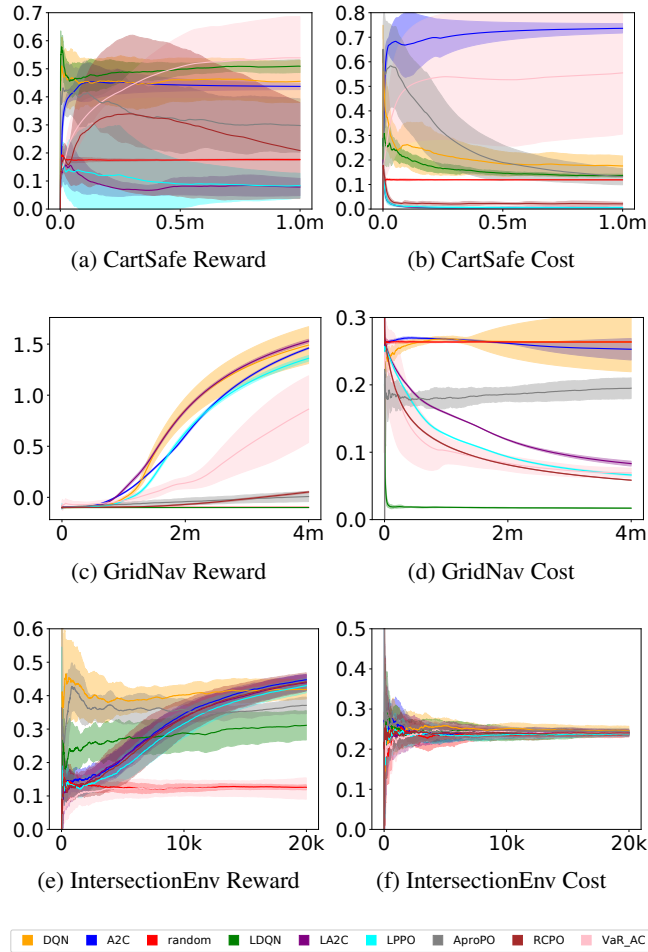 0.7
0.6
0.5
0.4
0.3
0.2
0.1
0.0
0.0 0.5m 1.0m
(a) CartSafe Reward
0.8
0.7
0.6
0.5
0.4
0.3
0.2
0.1
0.0
0.0 0.5m 1.0m
(b) CartSafe Cost
1.5
1.0
0.5
0.0
0 2m 4m
(c) GridNav Reward
0.3
0.2
0.1
0.0
0 2m 4m
(d) GridNav Cost
0.6
0.5
0.4
0.3
0.2
0.1
0.0
0 10k 20k
(e) IntersectionEnv Reward
0.5
0.4
0.3
0.2
0.1
0.0
0 10k 20k
(f) IntersectionEnv Cost
DQN A2C random LDQN LA2C LPPO AproPO RCPO VaR_AC